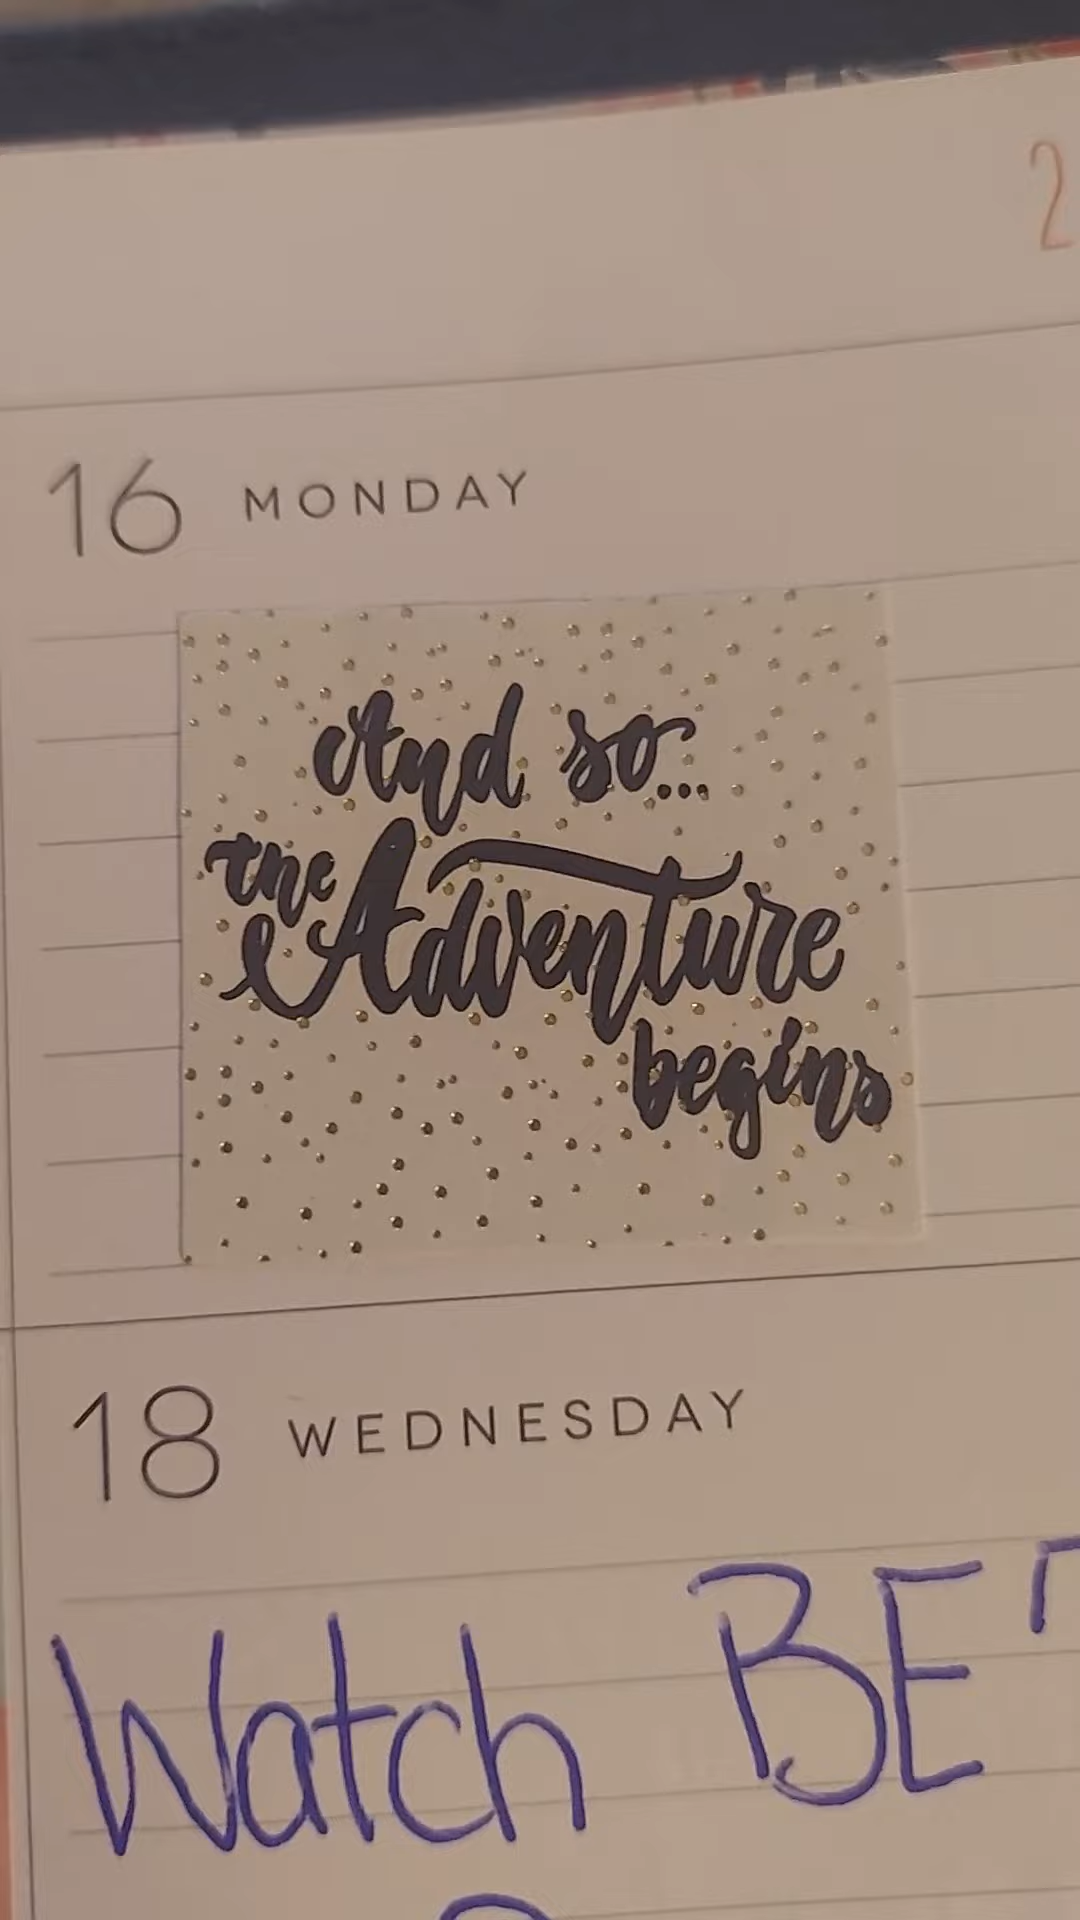 2
16 MONDAY
And so...
the Adventure
begins
18 WEDNESDAY
Watch BE